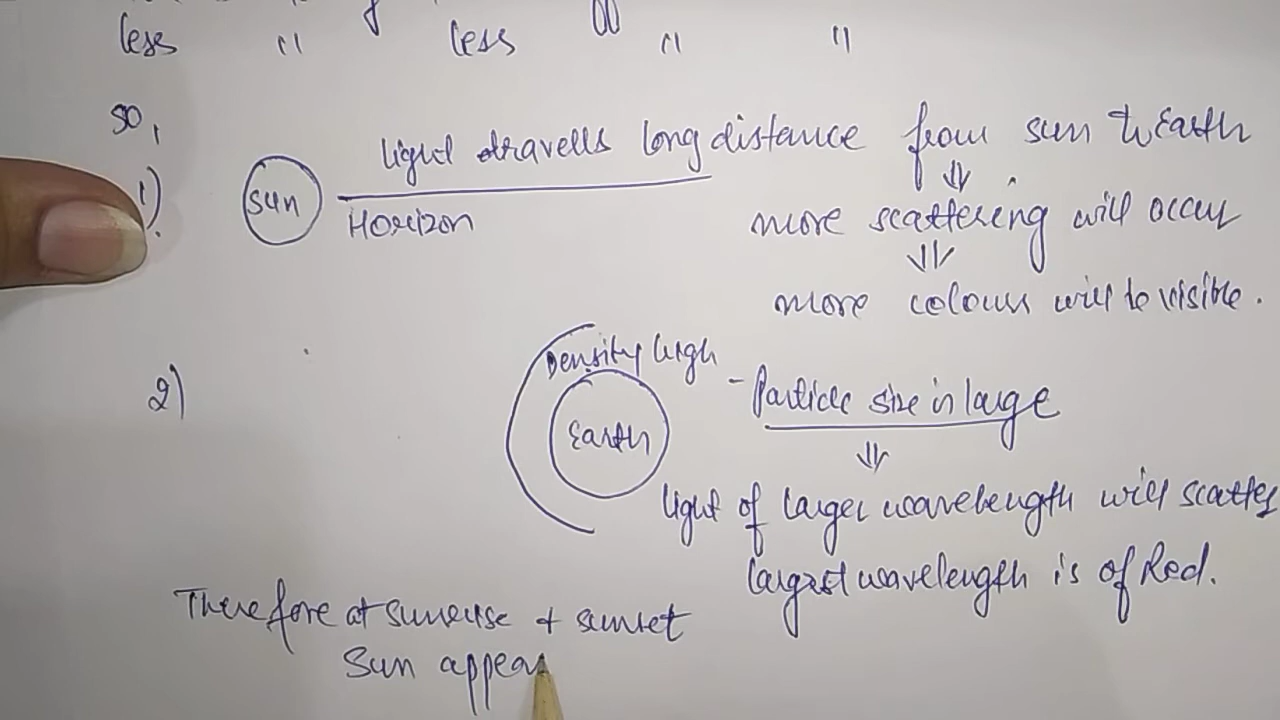 less " less " "
so,
1).
sun
light travells long distance from sun to Earth
Horizon
⇓
more scattering will occur
⇓
more colours will be visible.
2)
Density high
Earth
- Particle size is large
⇓
light of larger wavelength will scatter
largest wavelength is of Red.
Therefore at sunrise & sunset
Sun appear